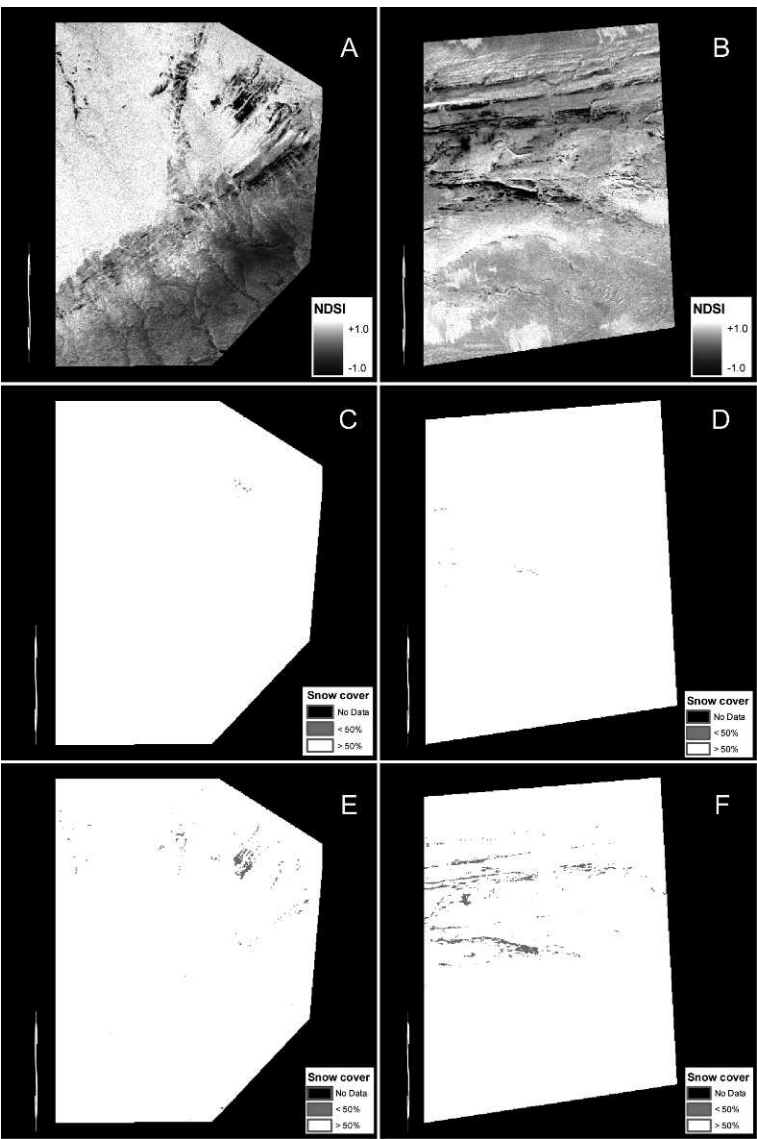 A
NDSI
+1.0
-1.0
B
NDSI
+1.0
-1.0
C
Snow cover
No Data
< 50%
> 50%
D
Snow cover
No Data
< 50%
> 50%
E
Snow cover
No Data
< 50%
> 50%
F
Snow cover
No Data
< 50%
> 50%